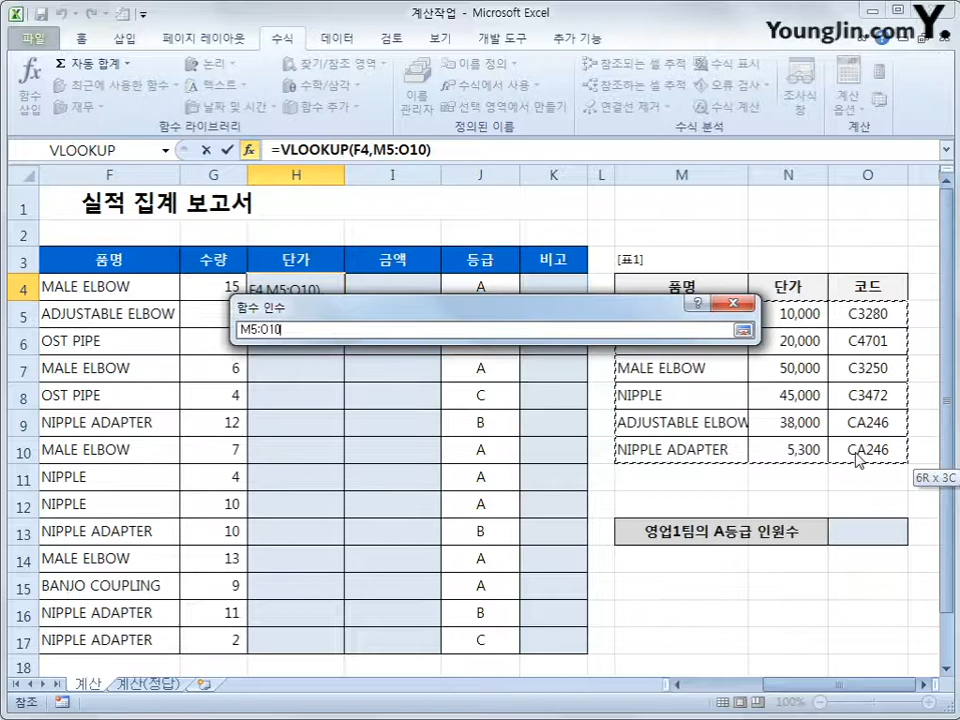 계산작업 - Microsoft Excel
Younglin.com Y.
파일 홈 삽입 페이지 레이아웃 수식 데이터 검토 보기 개발 도구 추가 기능
fx 함수 삽입
Σ 자동 합계
최근에 사용한 함수
재무
논리
텍스트
날짜 및 시간
찾기/참조 영역
수학/삼각
함수 추가
함수 라이브러리
이름 관리자
이름 정의
수식에서 사용
선택 영역에서 만들기
정의된 이름
참조되는 셀 추적
참조하는 셀 추적
연결선 제거
수식 표시
오류 검사
수식 계산
수식 분석
조사식 창
계산 옵션
계산
VLOOKUP fx =VLOOKUP(F4,M5:O10)
F G H I J K L M N O
1 실적 집계 보고서
2
3 품명 수량 단가 금액 등급 비고 [표1]
4 MALE ELBOW 15 F4,M5:O10) A 품명 단가 코드
함수 인수
M5:O10
5 ADJUSTABLE ELBOW 10,000 C3280
6 OST PIPE 20,000 C4701
7 MALE ELBOW 6 A MALE ELBOW 50,000 C3250
8 OST PIPE 4 C NIPPLE 45,000 C3472
9 NIPPLE ADAPTER 12 B ADJUSTABLE ELBOW 38,000 CA246
10 MALE ELBOW 7 A NIPPLE ADAPTER 5,300 CA246
6R x 3C
11 NIPPLE 4 A
12 NIPPLE 10 A
13 NIPPLE ADAPTER 10 B 영업1팀의 A등급 인원수
14 MALE ELBOW 13 A
15 BANJO COUPLING 9 A
16 NIPPLE ADAPTER 11 B
17 NIPPLE ADAPTER 2 C
18
계산 계산(정답)
참조 100%